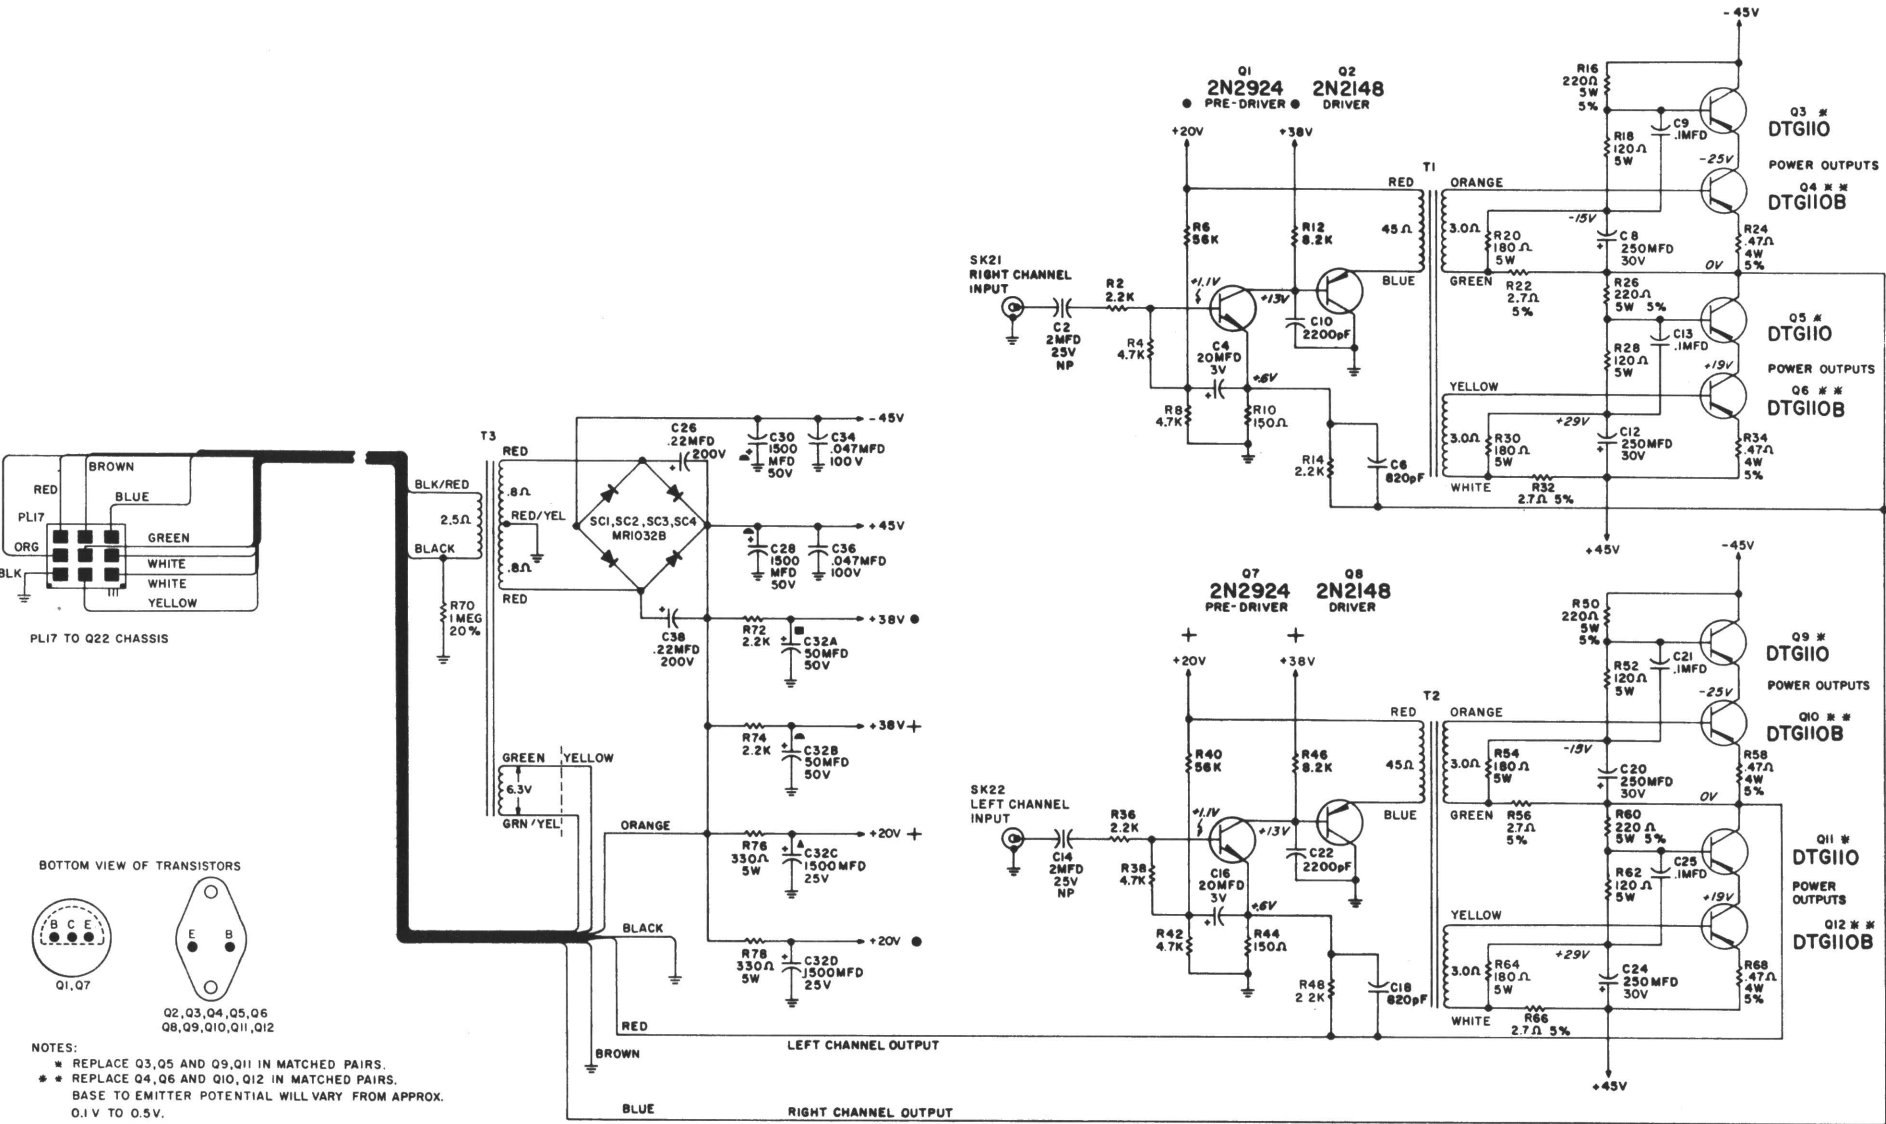 -45V
Q1
2N2924
PRE-DRIVER
Q2
2N2148
DRIVER
+20V
+38V
R16
220Ω
5W
5%
C9
.1MFD
R18
120Ω
5W
Q3 *
DTG110
-25V
POWER OUTPUTS
Q4 * *
DTG110B
T1
RED
ORANGE
R6
56K
R12
8.2K
45Ω
3.0Ω
R20
180Ω
5W
-15V
C8
250MFD
30V
R24
.47Ω
4W
5%
SK21
RIGHT CHANNEL
INPUT
R2
2.2K
+1.1V
+13V
BLUE
GREEN
R22
2.7Ω
5%
0V
R26
220Ω
5W 5%
C2
2MFD
25V
NP
R4
4.7K
C4
20MFD
3V
C10
2200pF
C13
.1MFD
R28
120Ω
5W
Q5 *
DTG110
+19V
POWER OUTPUTS
Q6 * *
DTG110B
+.6V
YELLOW
R8
4.7K
R10
150Ω
+29V
3.0Ω
R30
180Ω
5W
C12
250MFD
30V
R34
.47Ω
4W
5%
R14
2.2K
C6
820pF
WHITE
R32
2.7Ω 5%
+45V
T3
RED
C26
.22MFD
200V
-45V
C30
1500
MFD
50V
C34
.047MFD
100V
BROWN
RED
BLUE
BLK/RED
.8Ω
RED/YEL
2.5Ω
SC1,SC2,SC3,SC4
MR1032B
+45V
PL17
ORG
GREEN
WHITE
BLK
WHITE
YELLOW
BLACK
.8Ω
RED
C28
1500
MFD
50V
C36
.047MFD
100V
R70
1 MEG
20%
PL17 TO Q22 CHASSIS
C38
.22MFD
200V
R72
2.2K
+38V
C32A
50MFD
50V
R74
2.2K
+38V
C32B
50MFD
50V
GREEN
YELLOW
6.3V
GRN/YEL
ORANGE
R76
330Ω
5W
+20V
C32C
1500MFD
25V
BLACK
R78
330Ω
5W
+20V
C32D
1500MFD
25V
RED
BROWN
LEFT CHANNEL OUTPUT
BLUE
RIGHT CHANNEL OUTPUT
Q7
2N2924
PRE-DRIVER
Q8
2N2148
DRIVER
+20V
+38V
-45V
R50
220Ω
5W
5%
C21
.1MFD
R52
120Ω
5W
Q9 *
DTG110
POWER OUTPUTS
-25V
Q10 * *
DTG110B
T2
RED
ORANGE
R40
56K
R46
8.2K
45Ω
3.0Ω
R54
180Ω
5W
-15V
C20
250MFD
30V
R58
.47Ω
4W
5%
SK22
LEFT CHANNEL
INPUT
R36
2.2K
+1.1V
+13V
BLUE
GREEN
R56
2.7Ω
5%
0V
R60
220Ω
5W 5%
C14
2MFD
25V
NP
R38
4.7K
C16
20MFD
3V
C22
2200pF
C25
.1MFD
R62
120Ω
5W
Q11 *
DTG110
POWER
OUTPUTS
+19V
Q12 * *
DTG110B
+.6V
YELLOW
R42
4.7K
R44
150Ω
+29V
3.0Ω
R64
180Ω
5W
C24
250MFD
30V
R68
.47Ω
4W
5%
R48
2.2K
C18
820pF
WHITE
R66
2.7Ω 5%
+45V
BOTTOM VIEW OF TRANSISTORS
B C E
Q1,Q7
E B
Q2,Q3,Q4,Q5,Q6
Q8,Q9,Q10,Q11,Q12
NOTES:
* REPLACE Q3,Q5 AND Q9,Q11 IN MATCHED PAIRS.
* * REPLACE Q4,Q6 AND Q10,Q12 IN MATCHED PAIRS.
BASE TO EMITTER POTENTIAL WILL VARY FROM APPROX.
0.1 V TO 0.5V.